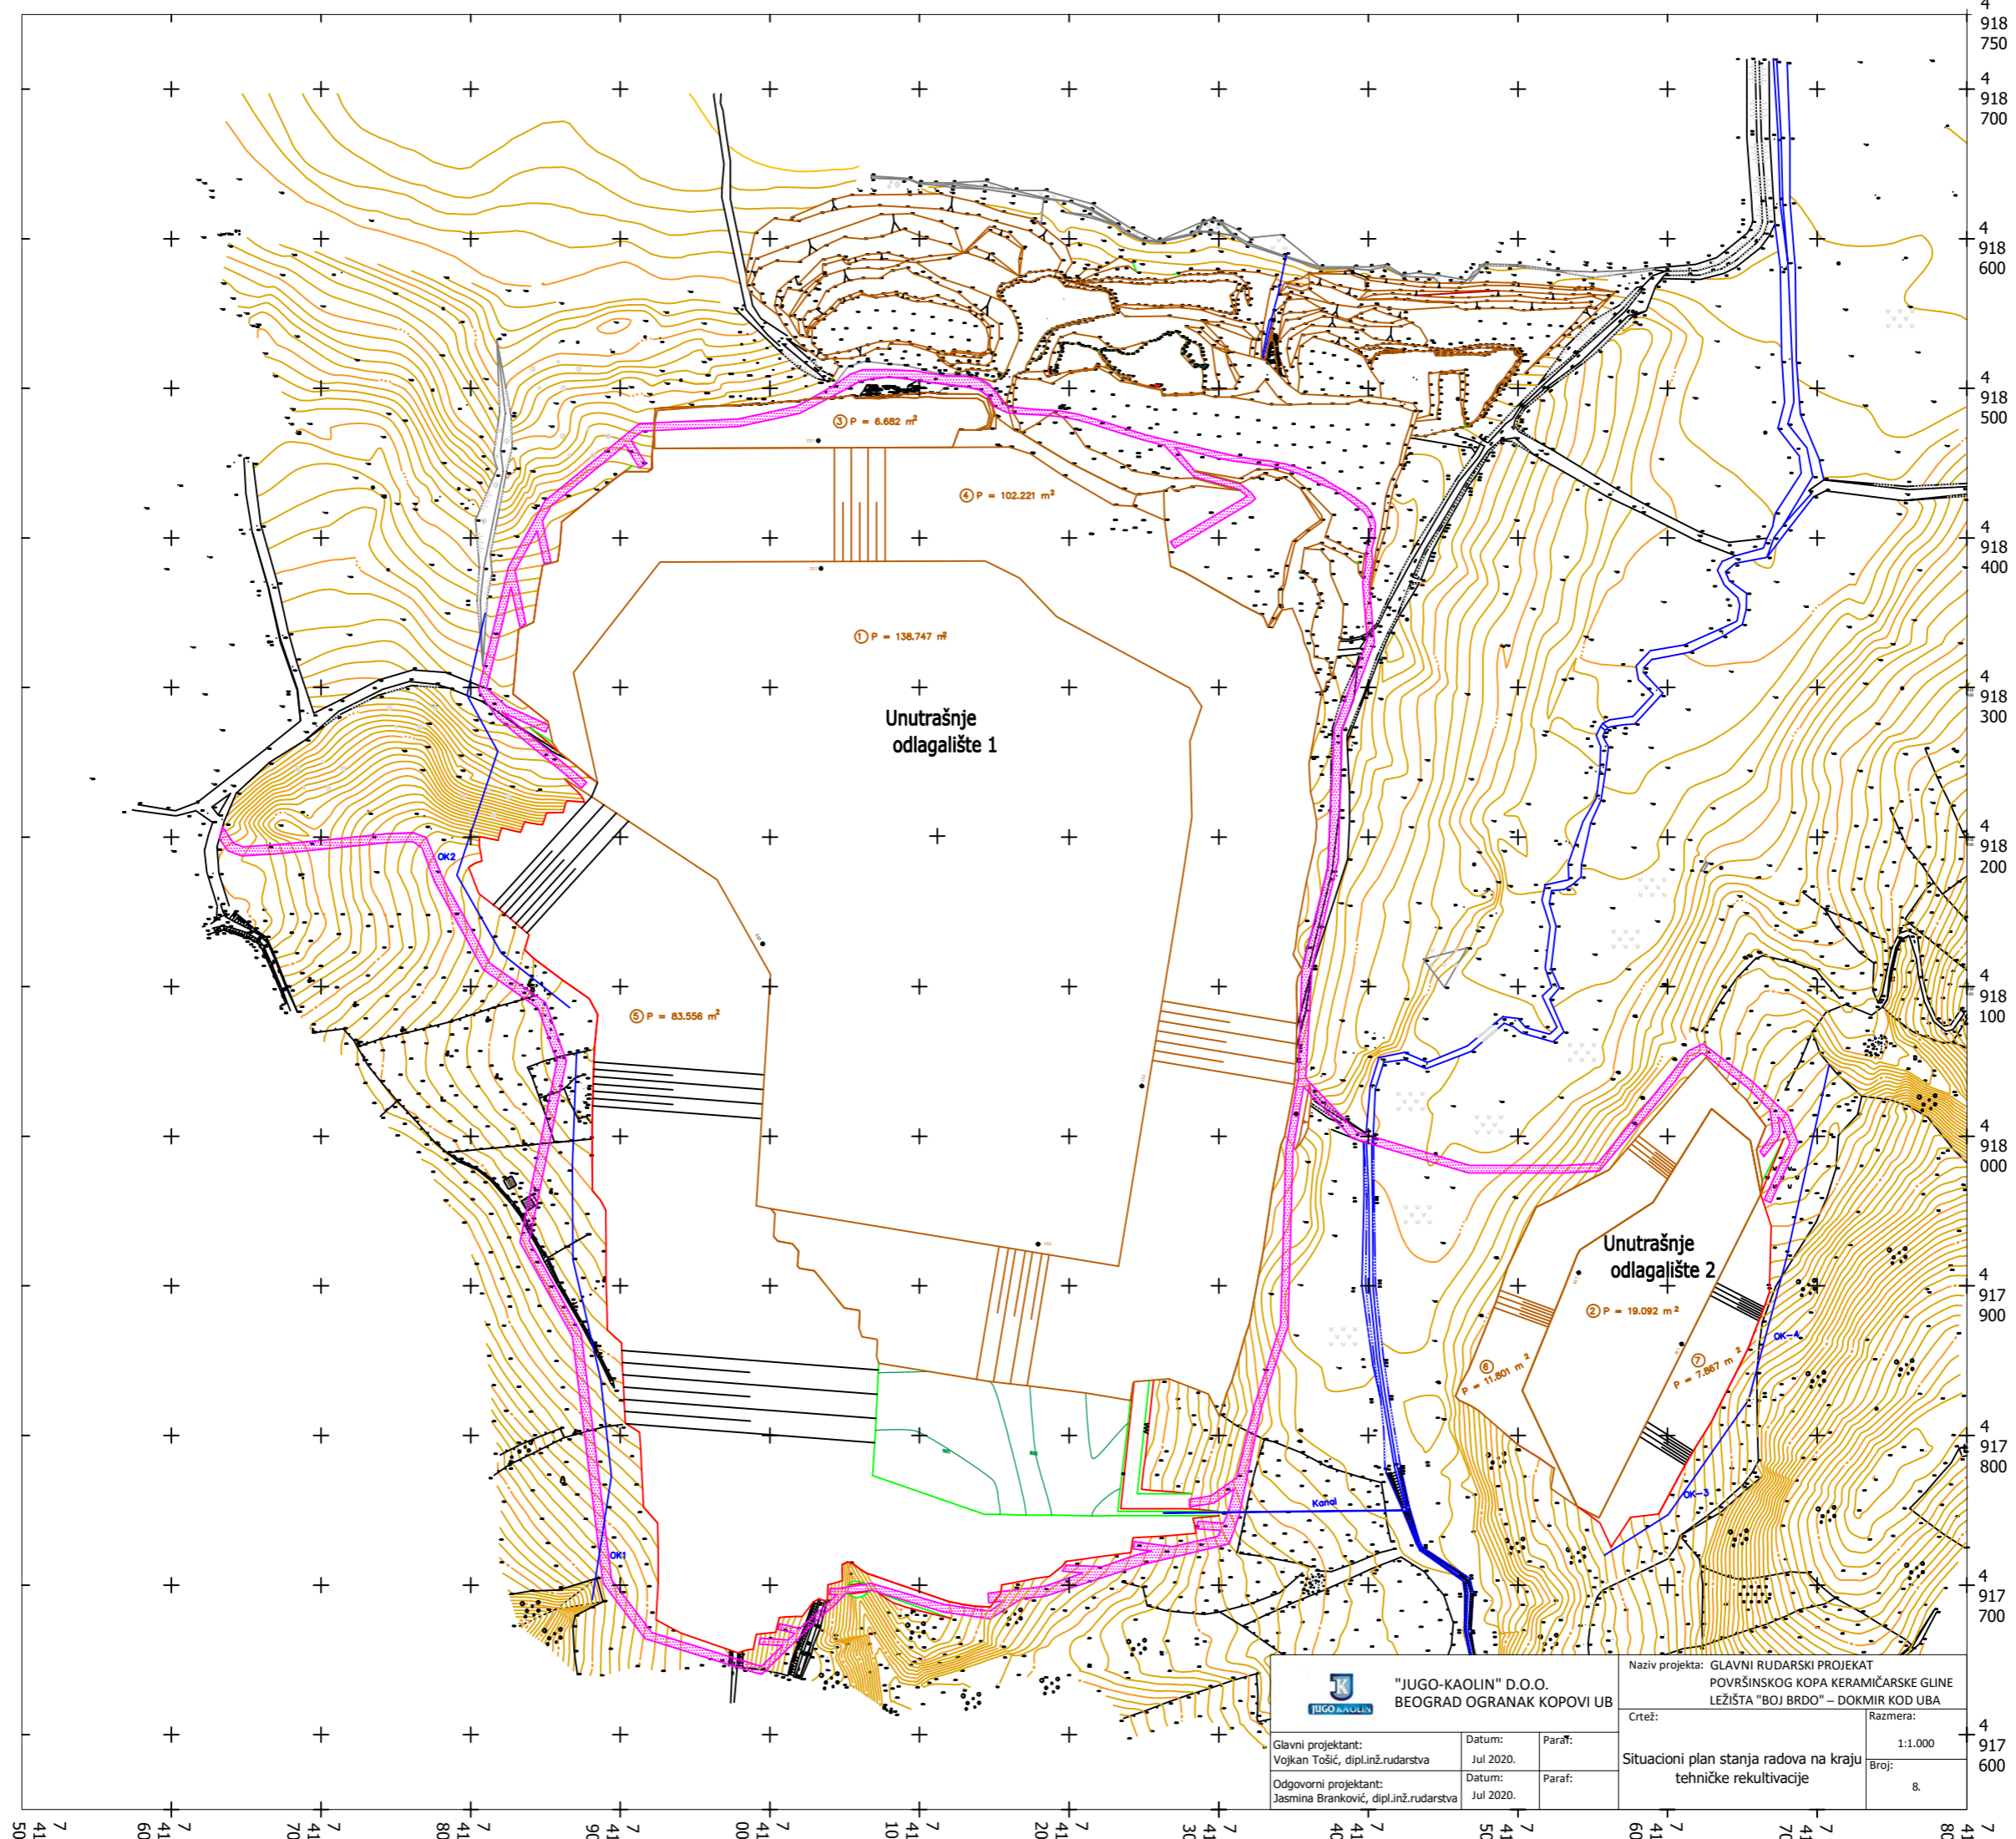 4
918
750
4
918
700
4
918
600
4
918
500
4
918
400
4
918
300
4
918
200
4
918
100
4
918
000
4
917
900
4
917
800
4
917
700
4
917
600
③ P = 6.682 m²
④ P = 102.221 m²
① P = 138.747 m²
Unutrašnje
odlagalište 1
OK2
⑤ P = 83.556 m²
Unutrašnje
odlagalište 2
② P = 19.092 m²
⑥
P = 11.801 m²
⑦
P = 7.867 m²
OK-4
OK-3
Kanal
OK1
JUGO KAOLIN
"JUGO-KAOLIN" D.O.O.
BEOGRAD OGRANAK KOPOVI UB
Naziv projekta: GLAVNI RUDARSKI PROJEKAT
POVRŠINSKOG KOPA KERAMIČARSKE GLINE
LEŽIŠTA "BOJ BRDO" – DOKMIR KOD UBA
Glavni projektant:
Vojkan Tošić, dipl.inž.rudarstva
Datum:
Jul 2020.
Paraf:
Odgovorni projektant:
Jasmina Branković, dipl.inž.rudarstva
Datum:
Jul 2020.
Paraf:
Crtež:
Situacioni plan stanja radova na kraju
tehničke rekultivacije
Razmera:
1:1.000
Broj:
8.